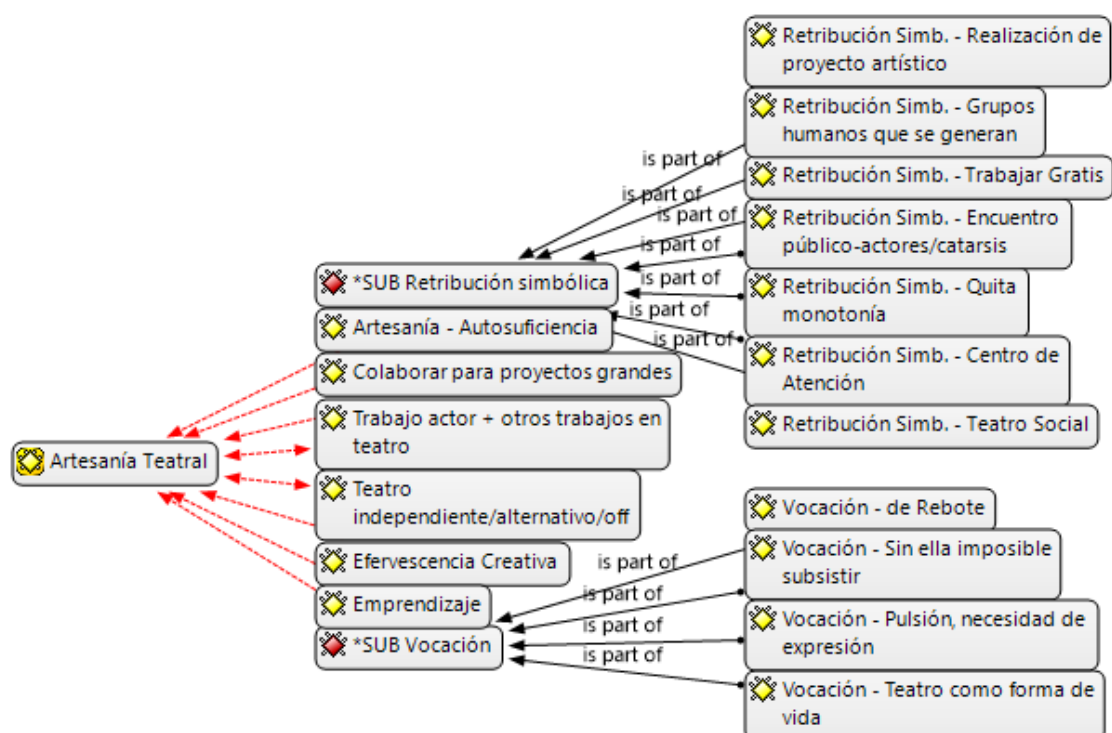 Retribución Simb. - Realización de
proyecto artístico
Retribución Simb. - Grupos
humanos que se generan
is part of
Retribución Simb. - Trabajar Gratis
is part of
Retribución Simb. - Encuentro
público-actores/catarsis
is part of
is part of
*SUB Retribución simbólica
is part of
Retribución Simb. - Quita
monotonía
is part of
Artesanía - Autosuficiencia
is part of
Retribución Simb. - Centro de
Atención
Colaborar para proyectos grandes
Trabajo actor + otros trabajos en
teatro
Retribución Simb. - Teatro Social
Artesanía Teatral
Teatro
independiente/alternativo/off
Vocación - de Rebote
Efervescencia Creativa
is part of
Vocación - Sin ella imposible
subsistir
Emprendizaje
is part of
*SUB Vocación
is part of
Vocación - Pulsión, necesidad de
expresión
is part of
Vocación - Teatro como forma de
vida